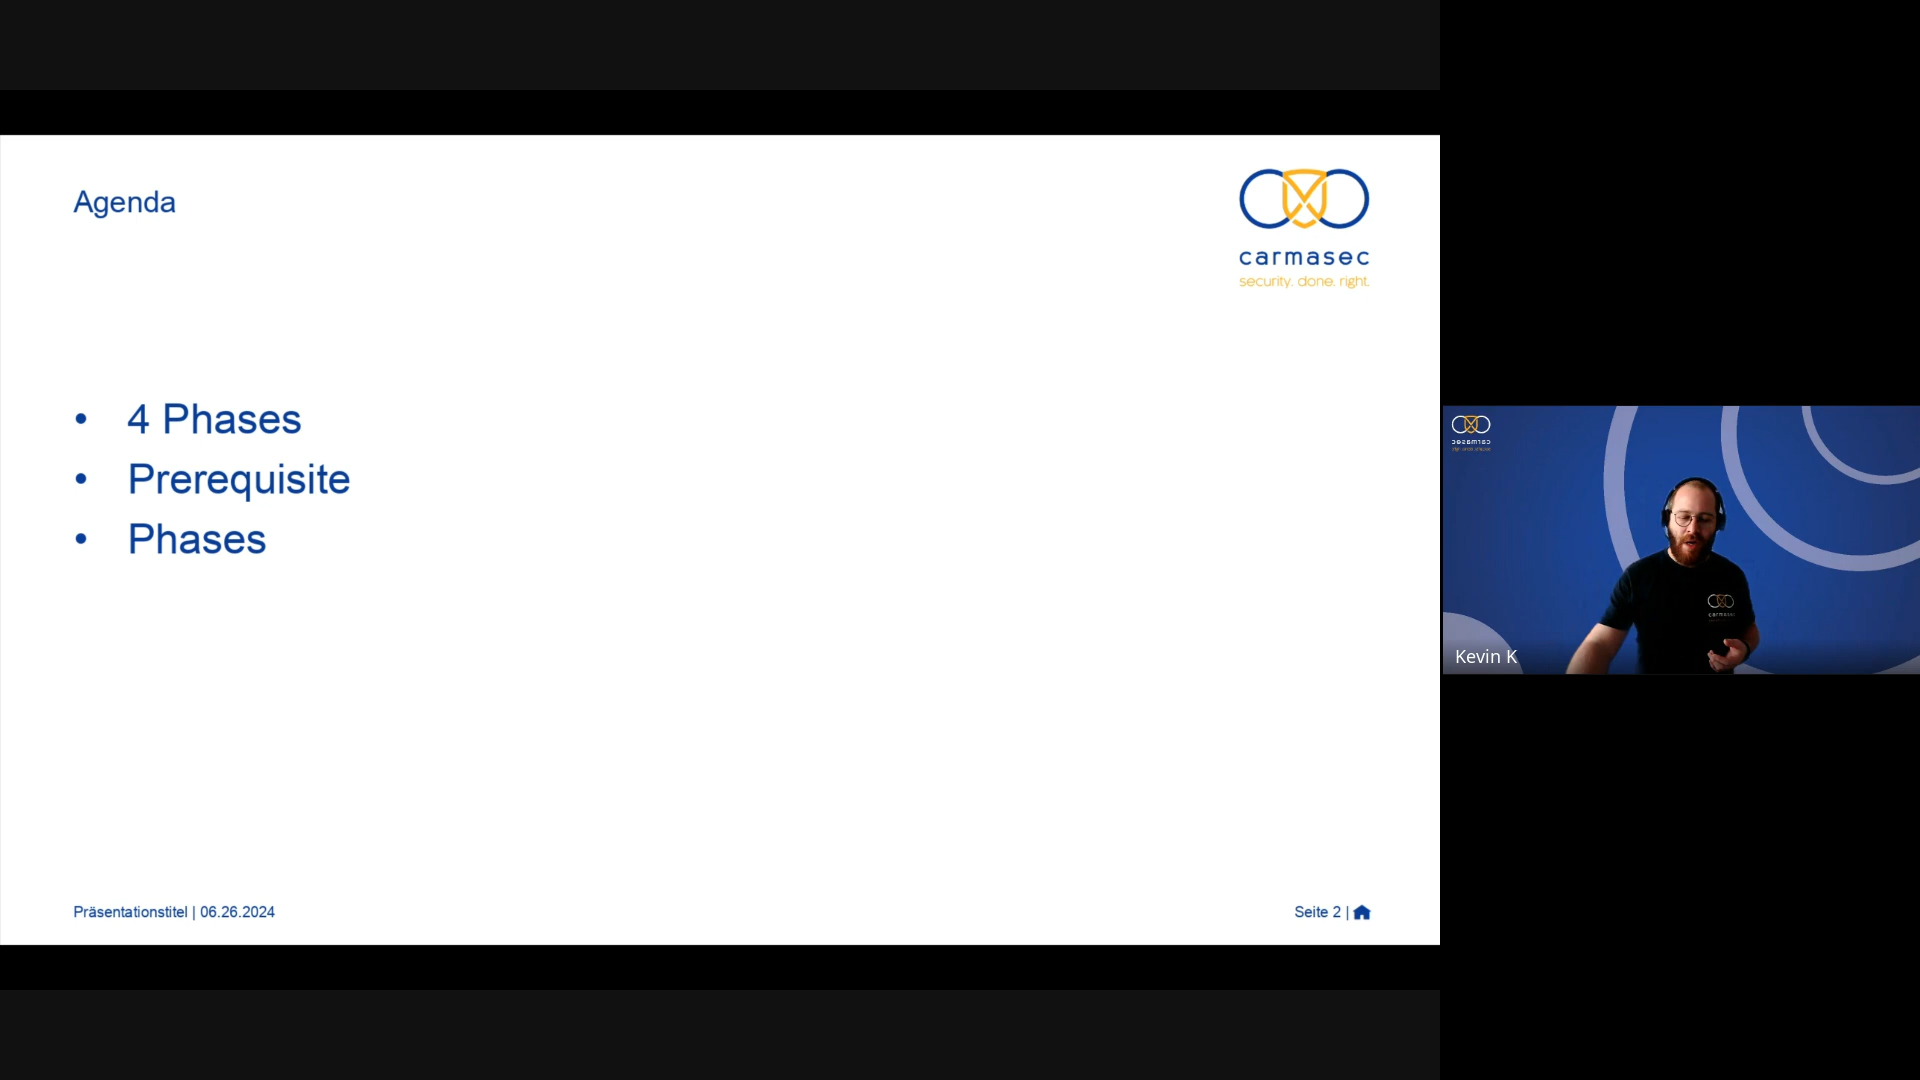 Agenda
carmasec
security. done. right.
• 4 Phases
• Prerequisite
• Phases
Kevin K
Präsentationstitel | 06.26.2024
Seite 2 |